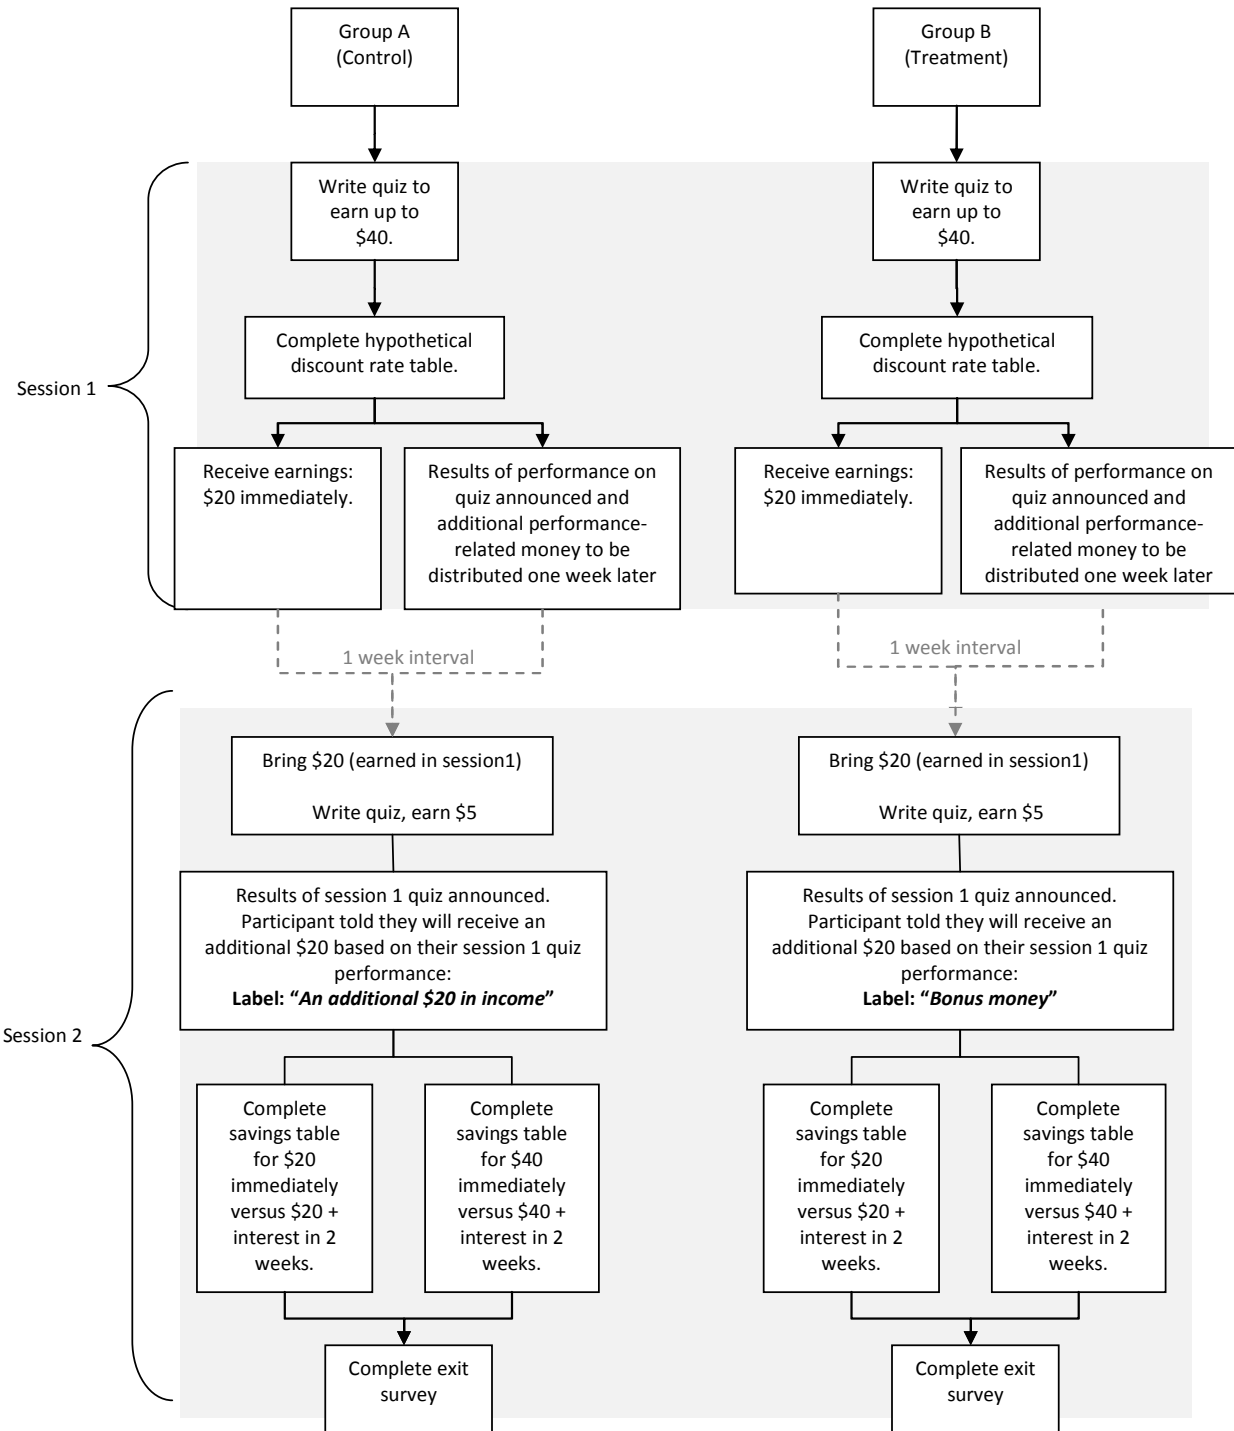 Group A
(Control)
Group B
(Treatment)
Session 1
Write quiz to
earn up to
$40.
Write quiz to
earn up to
$40.
Complete hypothetical
discount rate table.
Complete hypothetical
discount rate table.
Receive earnings:
$20 immediately.
Results of performance on
quiz announced and
additional performance-
related money to be
distributed one week later
Receive earnings:
$20 immediately.
Results of performance on
quiz announced and
additional performance-
related money to be
distributed one week later
1 week interval
1 week interval
Session 2
Bring $20 (earned in session1)
Write quiz, earn $5
Bring $20 (earned in session1)
Write quiz, earn $5
Results of session 1 quiz announced.
Participant told they will receive an
additional $20 based on their session 1 quiz
performance:
Label: “An additional $20 in income”
Results of session 1 quiz announced.
Participant told they will receive an
additional $20 based on their session 1 quiz
performance:
Label: “Bonus money”
Complete
savings table
for $20
immediately
versus $20 +
interest in 2
weeks.
Complete
savings table
for $40
immediately
versus $40 +
interest in 2
weeks.
Complete
savings table
for $20
immediately
versus $20 +
interest in 2
weeks.
Complete
savings table
for $40
immediately
versus $40 +
interest in 2
weeks.
Complete exit
survey
Complete exit
survey